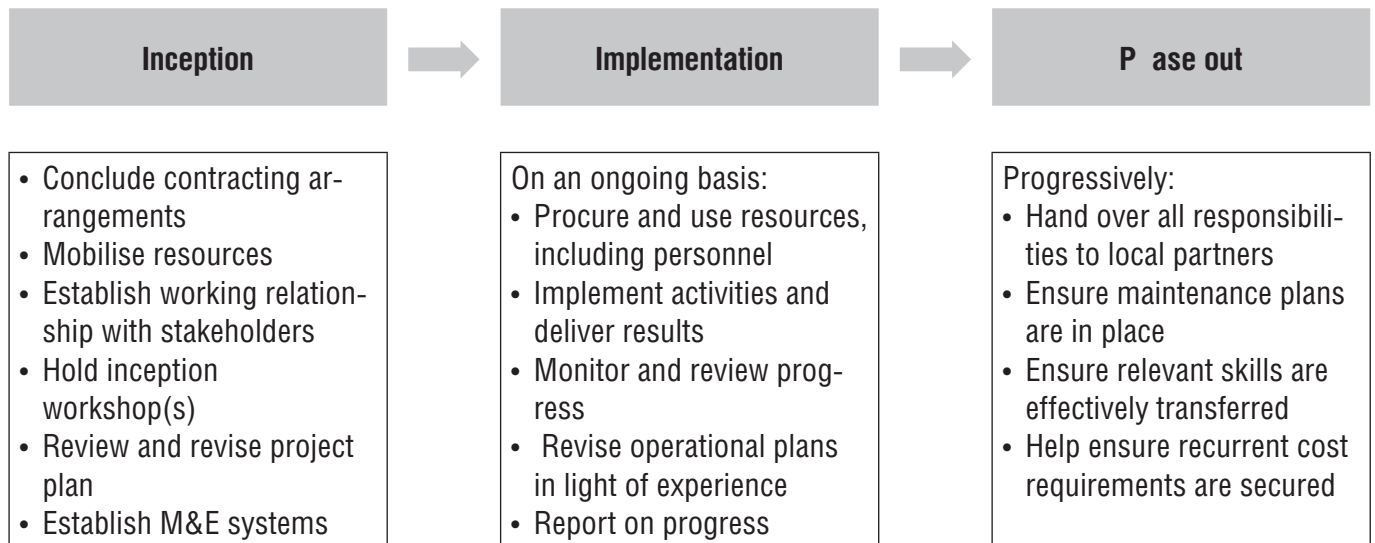 Inception
Implementation
P ase out
• Conclude contracting ar-
rangements
• Mobilise resources
• Establish working relation-
ship with stakeholders
• Hold inception
workshop(s)
• Review and revise project
plan
• Establish M&E systems
On an ongoing basis:
• Procure and use resources,
including personnel
• Implement activities and
deliver results
• Monitor and review prog-
ress
• Revise operational plans
in light of experience
• Report on progress
Progressively:
• Hand over all responsibili-
ties to local partners
• Ensure maintenance plans
are in place
• Ensure relevant skills are
effectively transferred
• Help ensure recurrent cost
requirements are secured